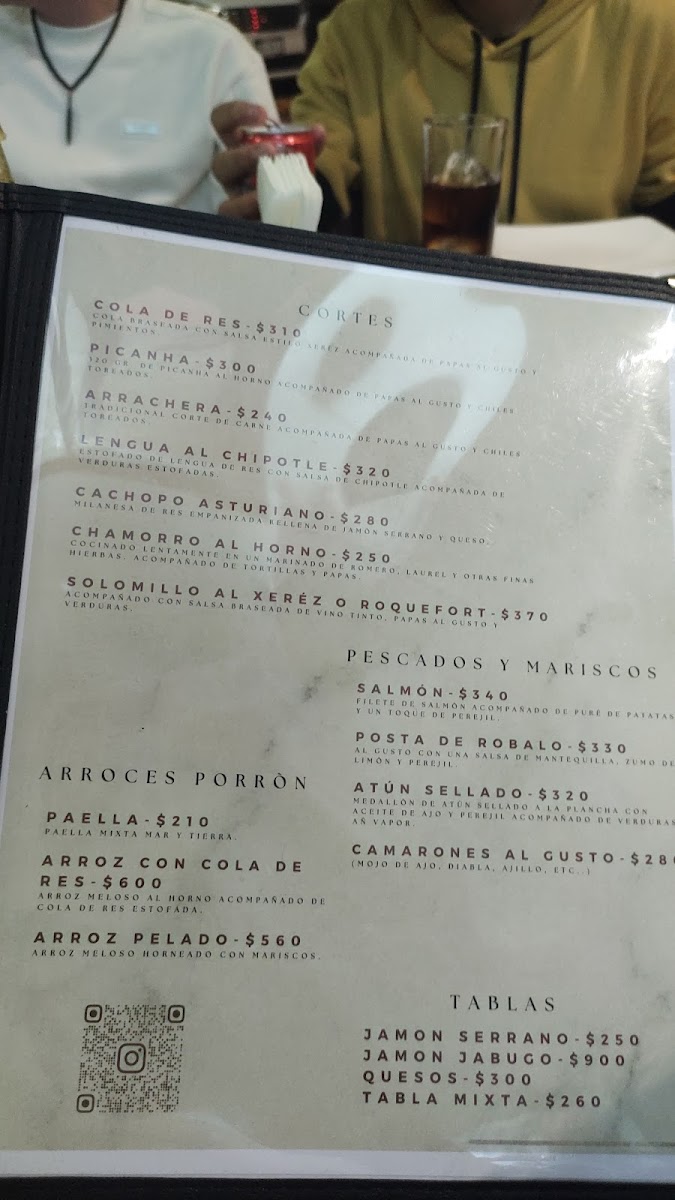 CORTES
COLA DE RES-$310
COLA BRASEADA CON SALSA ESTILO XERÉZ ACOMPAÑADA DE PAPAS AL GUSTO Y
PIMIENTOS.
PICANHA-$300
320 GR. DE PICANHA AL HORNO ACOMPAÑADO DE PAPAS AL GUSTO Y CHILES
TOREADOS.
ARRACHERA-$240
TRADICIONAL CORTE DE CARNE ACOMPAÑADA DE PAPAS AL GUSTO Y CHILES
TOREADOS.
LENGUA AL CHIPOTLE-$320
ESTOFADO DE LENGUA DE RES CON SALSA DE CHIPOTLE ACOMPAÑADA DE
VERDURAS ESTOFADAS.
CACHOPO ASTURIANO-$280
MILANESA DE RES EMPANIZADA RELLENA DE JAMÓN SERRANO Y QUESO.
CHAMORRO AL HORNO-$250
COCINADO LENTAMENTE EN UN MARINADO DE ROMERO, LAUREL Y OTRAS FINAS
HIERBAS. ACOMPAÑADO DE TORTILLAS Y PAPAS.
SOLOMILLO AL XERÉZ O ROQUEFORT-$370
ACOMPAÑADO CON SALSA BRASEADA DE VINO TINTO, PAPAS AL GUSTO Y
VERDURAS.
PESCADOS Y MARISCOS
SALMÓN-$340
FILETE DE SALMÓN ACOMPAÑADO DE PURÉ DE PATATAS
Y UN TOQUE DE PEREJIL.
POSTA DE ROBALO-$330
AL GUSTO CON UNA SALSA DE MANTEQUILLA, ZUMO DE
LIMÓN Y PEREJIL.
ATÚN SELLADO-$320
MEDALLÓN DE ATÚN SELLADO A LA PLANCHA CON
ACEITE DE AJO Y PEREJIL ACOMPAÑADO DE VERDURAS
AÑ VAPOR.
CAMARONES AL GUSTO-$280
(MOJO DE AJO, DIABLA, AJILLO, ETC..)
ARROCES PORRÒN
PAELLA-$210
PAELLA MIXTA MAR Y TIERRA.
ARROZ CON COLA DE
RES-$600
ARROZ MELOSO AL HORNO ACOMPAÑADO DE
COLA DE RES ESTOFADA.
ARROZ PELADO-$560
ARROZ MELOSO HORNEADO CON MARISCOS.
TABLAS
JAMON SERRANO-$250
JAMON JABUGO-$900
QUESOS-$300
TABLA MIXTA-$260